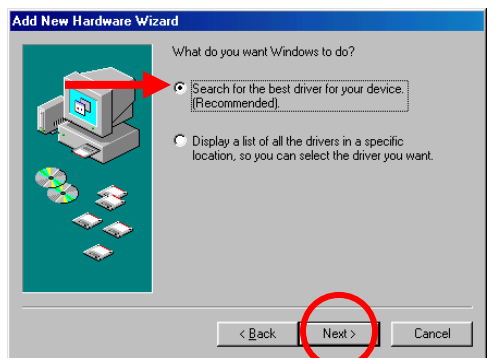 Add New Hardware Wizard
What do you want Windows to do?
Search for the best driver for your device.
(Recommended).
Display a list of all the drivers in a specific
location, so you can select the driver you want.
< Back Next > Cancel